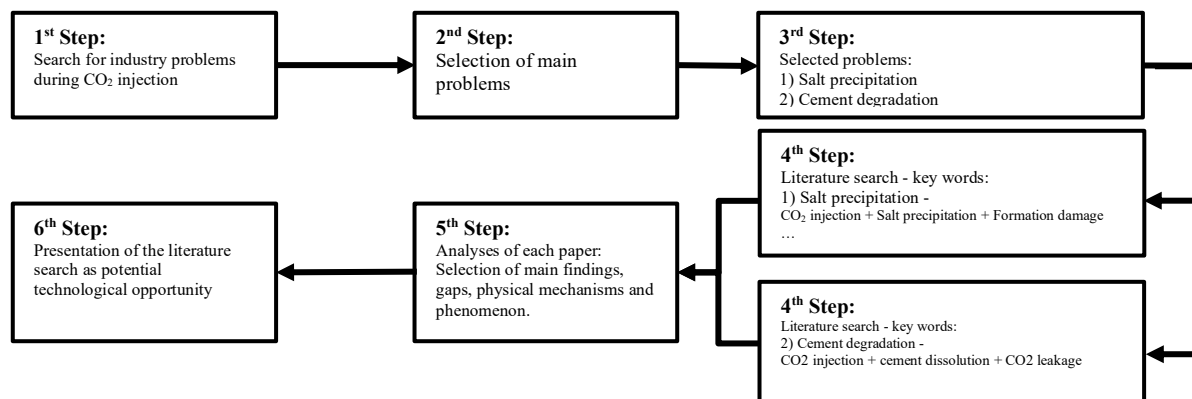 1st Step:
Search for industry problems
during CO₂ injection
2nd Step:
Selection of main
problems
3rd Step:
Selected problems:
1) Salt precipitation
2) Cement degradation
4th Step:
Literature search - key words:
1) Salt precipitation -
CO₂ injection + Salt precipitation + Formation damage
…
4th Step:
Literature search - key words:
2) Cement degradation -
CO2 injection + cement dissolution + CO2 leakage
5th Step:
Analyses of each paper:
Selection of main findings,
gaps, physical mechanisms and
phenomenon.
6th Step:
Presentation of the literature
search as potential
technological opportunity